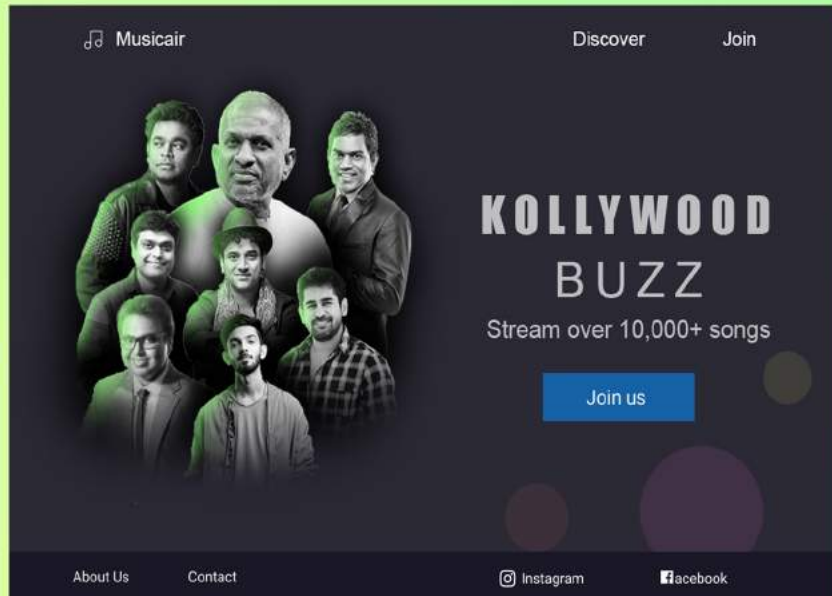 Musicair
Discover Join
KOLLYWOOD
BUZZ
Stream over 10,000+ songs
Join us
About Us Contact
Instagram facebook